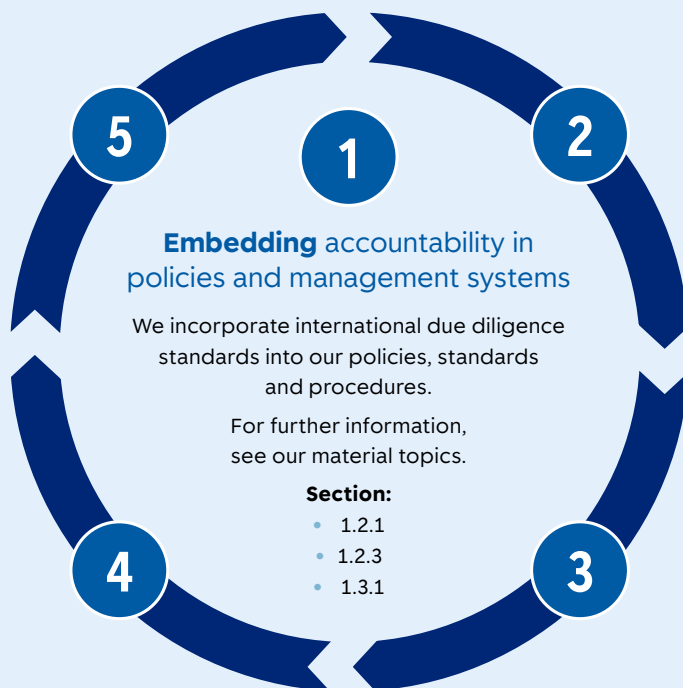 5
1
2
Embedding accountability in
policies and management systems
We incorporate international due diligence
standards into our policies, standards
and procedures.
For further information,
see our material topics.
Section:
• 1.2.1
• 1.2.3
• 1.3.1
4
3